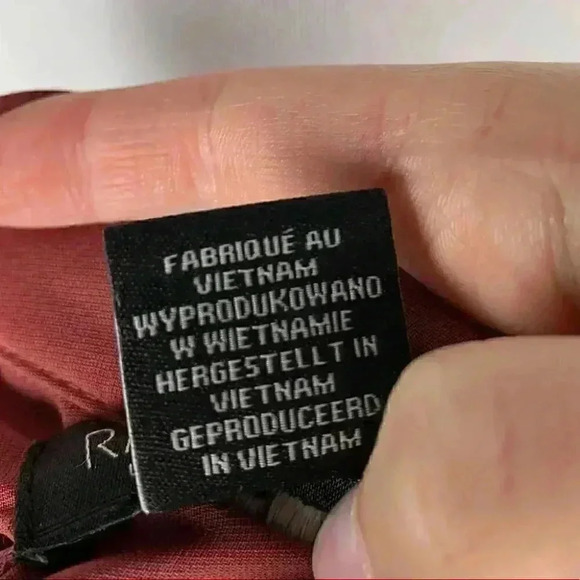 FABRIQUÉ AU
VIETNAM
WYPRODUKOWANO
W WIETNAMIE
HERGESTELLT IN
VIETNAM
GEPRODUCEERD
IN VIETNAM